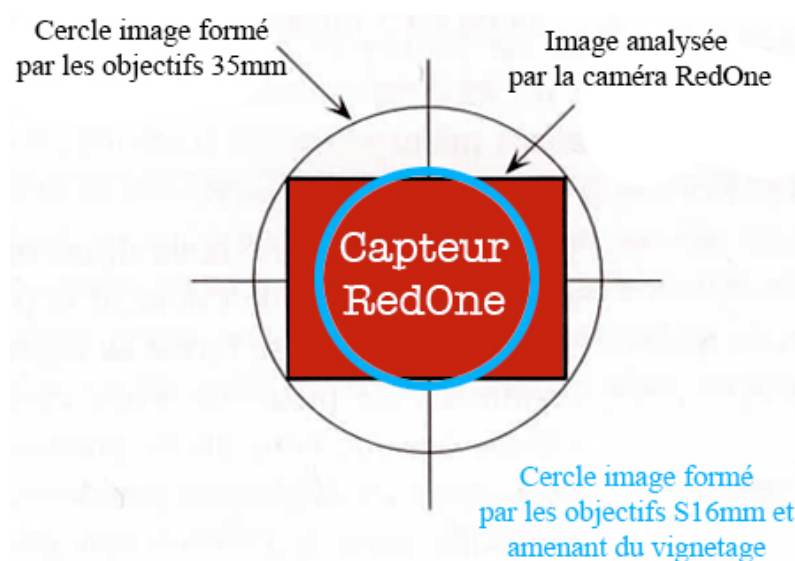 Cercle image formé
par les objectifs 35mm
Image analysée
par la caméra RedOne
Capteur
RedOne
Cercle image formé
par les objectifs S16mm et
amenant du vignetage